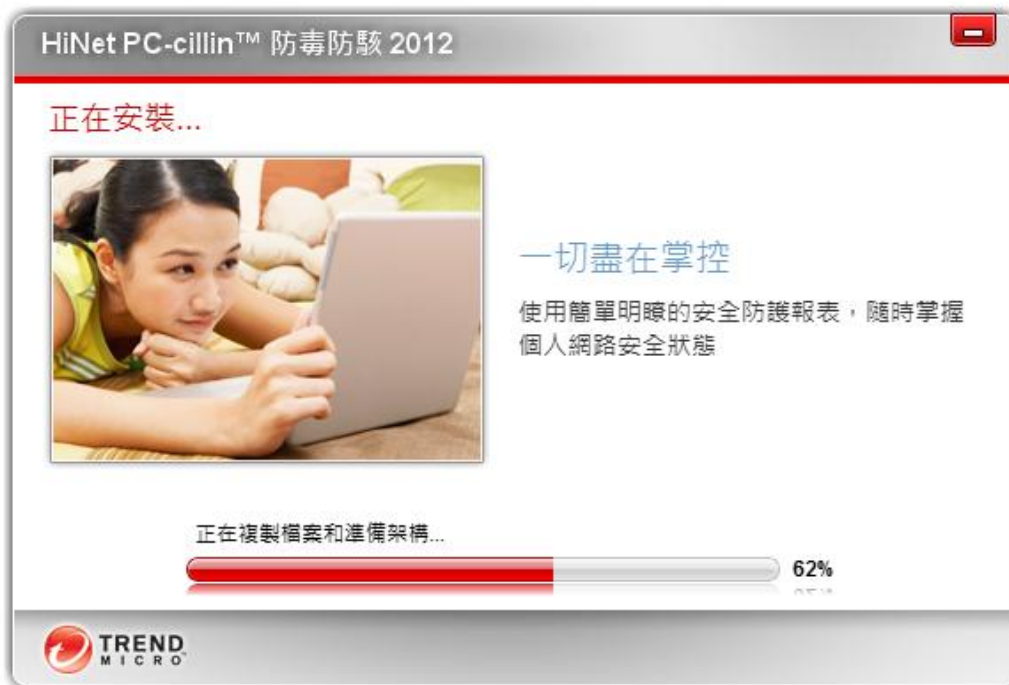 HiNet PC-cillin™ 防毒防駭 2012
正在安裝...
一切盡在掌控
使用簡單明瞭的安全防護報表，隨時掌握
個人網路安全狀態
正在複製檔案和準備架構...
62%
TREND
MICRO